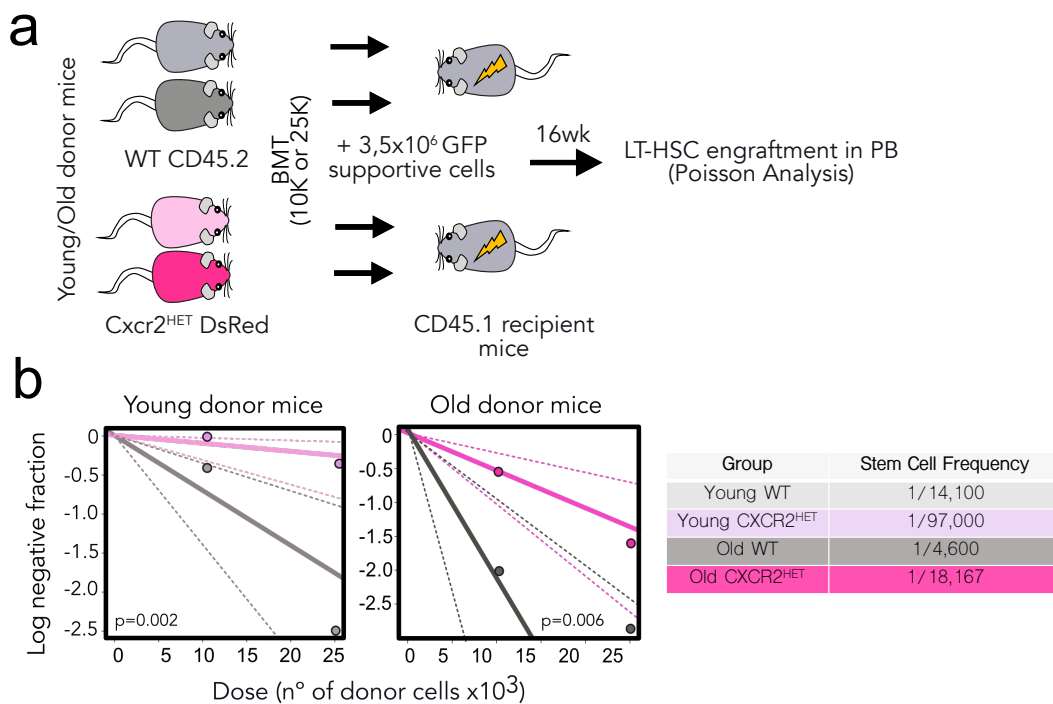 a
Young/Old donor mice
WT CD45.2
Cxcr2HET DsRed
BMT
(10K or 25K)
+ 3,5x10⁶ GFP
supportive cells
16wk
LT-HSC engraftment in PB
(Poisson Analysis)
CD45.1 recipient
mice
b
Young donor mice
Old donor mice
Log negative fraction
0
-0.5
-1.0
-1.5
-2.0
-2.5
p=0.002
0 5 10 15 20 25
0
-0.5
-1.0
-1.5
-2.0
-2.5
p=0.006
0 5 10 15 20 25
Dose (n° of donor cells x10³)
Group Stem Cell Frequency
Young WT 1/14,100
Young CXCR2HET 1/97,000
Old WT 1/4,600
Old CXCR2HET 1/18,167